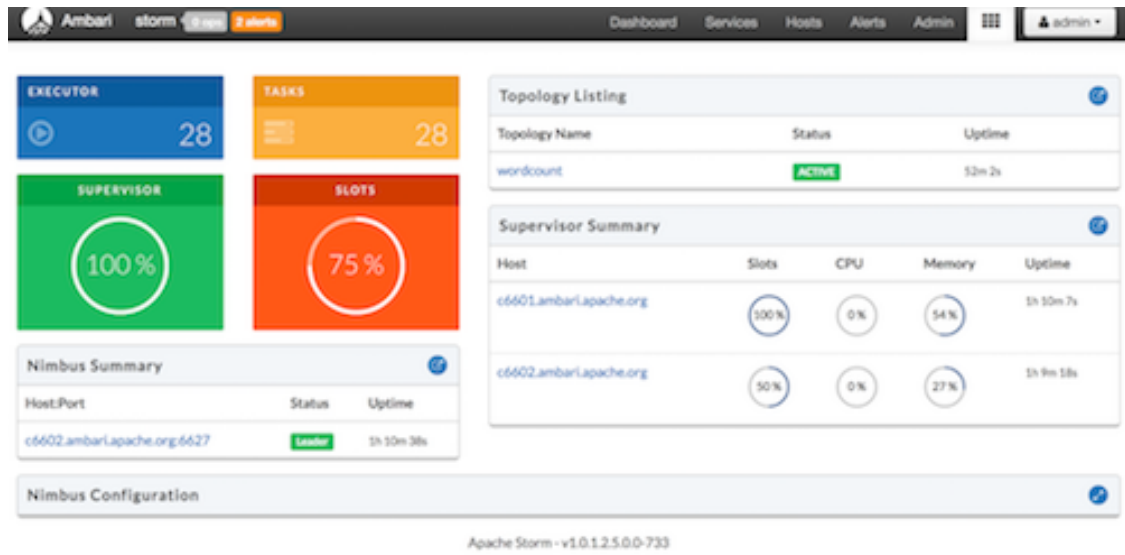 Ambari storm 0 ops 2 alerts Dashboard Services Hosts Alerts Admin admin
EXECUTOR
28
TASKS
28
SUPERVISOR
100 %
SLOTS
75 %
Nimbus Summary
Host:Port Status Uptime
c6602.ambari.apache.org:6627 Leader 1h 10m 38s
Topology Listing
Topology Name Status Uptime
wordcount ACTIVE 52m 2s
Supervisor Summary
Host Slots CPU Memory Uptime
c6601.ambari.apache.org 100 % 0 % 54 % 1h 10m 7s
c6602.ambari.apache.org 50 % 0 % 27 % 1h 9m 18s
Nimbus Configuration
Apache Storm - v1.0.1.2.5.0.0-733